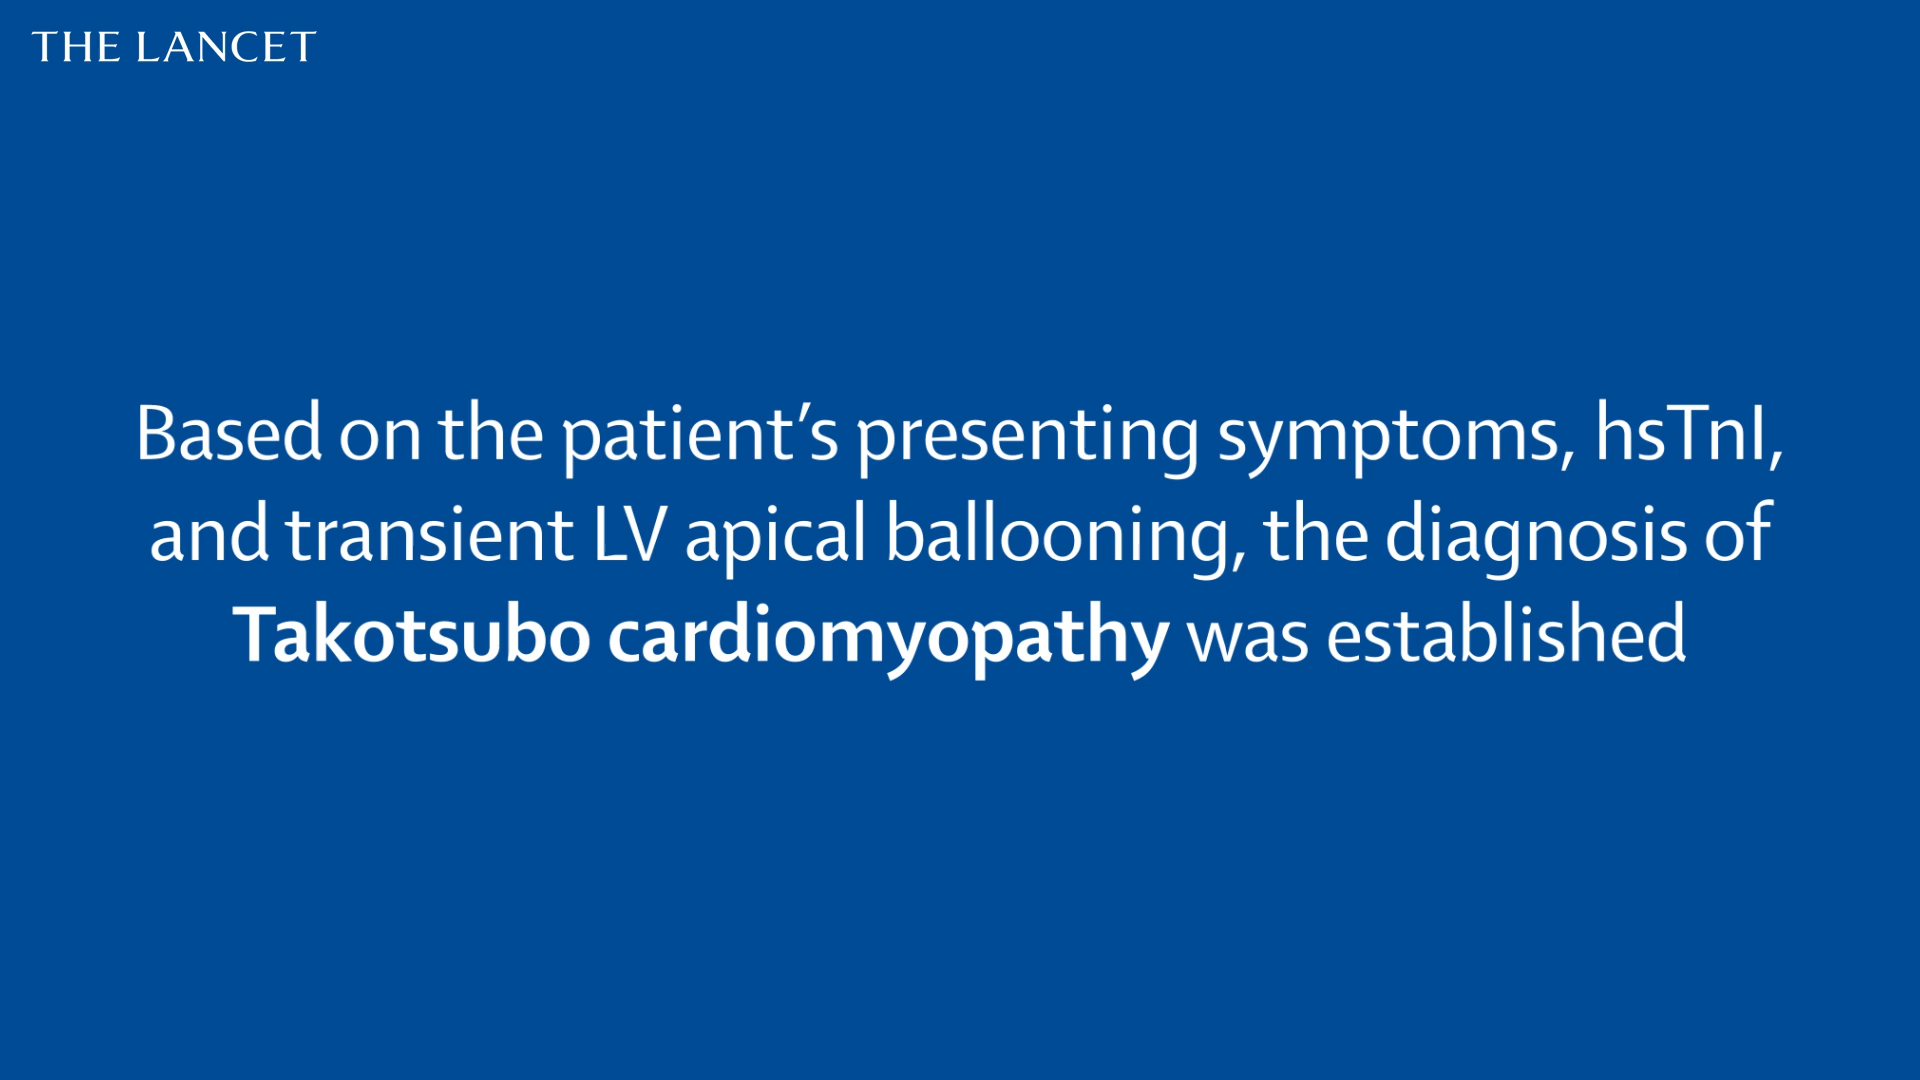 THE LANCET
Based on the patient’s presenting symptoms, hsTnI,
and transient LV apical ballooning, the diagnosis of
Takotsubo cardiomyopathy was established